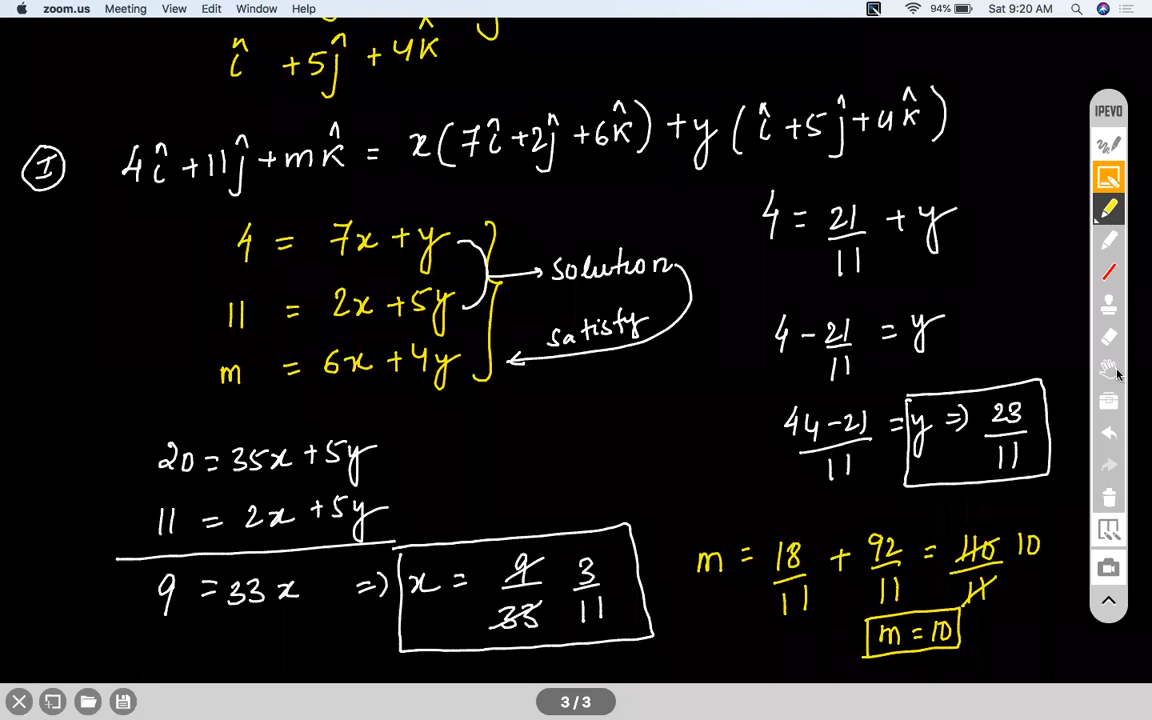 zoom.us Meeting View Edit Window Help 94% Sat 9:20 AM
î + 5ĵ + 4k̂
I 4î + 11ĵ + mk̂ = x(7î + 2ĵ + 6k̂) + y(î + 5ĵ + 4k̂)
4 = 7x + y
11 = 2x + 5y
m = 6x + 4y
solution
satisfy
20 = 35x + 5y
11 = 2x + 5y
9 = 33x => x = 9/33 3/11
4 = 21/11 + y
4 - 21/11 = y
44-21/11 = y => 23/11
m = 18/11 + 92/11 = 110/11 10
m = 10
IPEVO
3/3